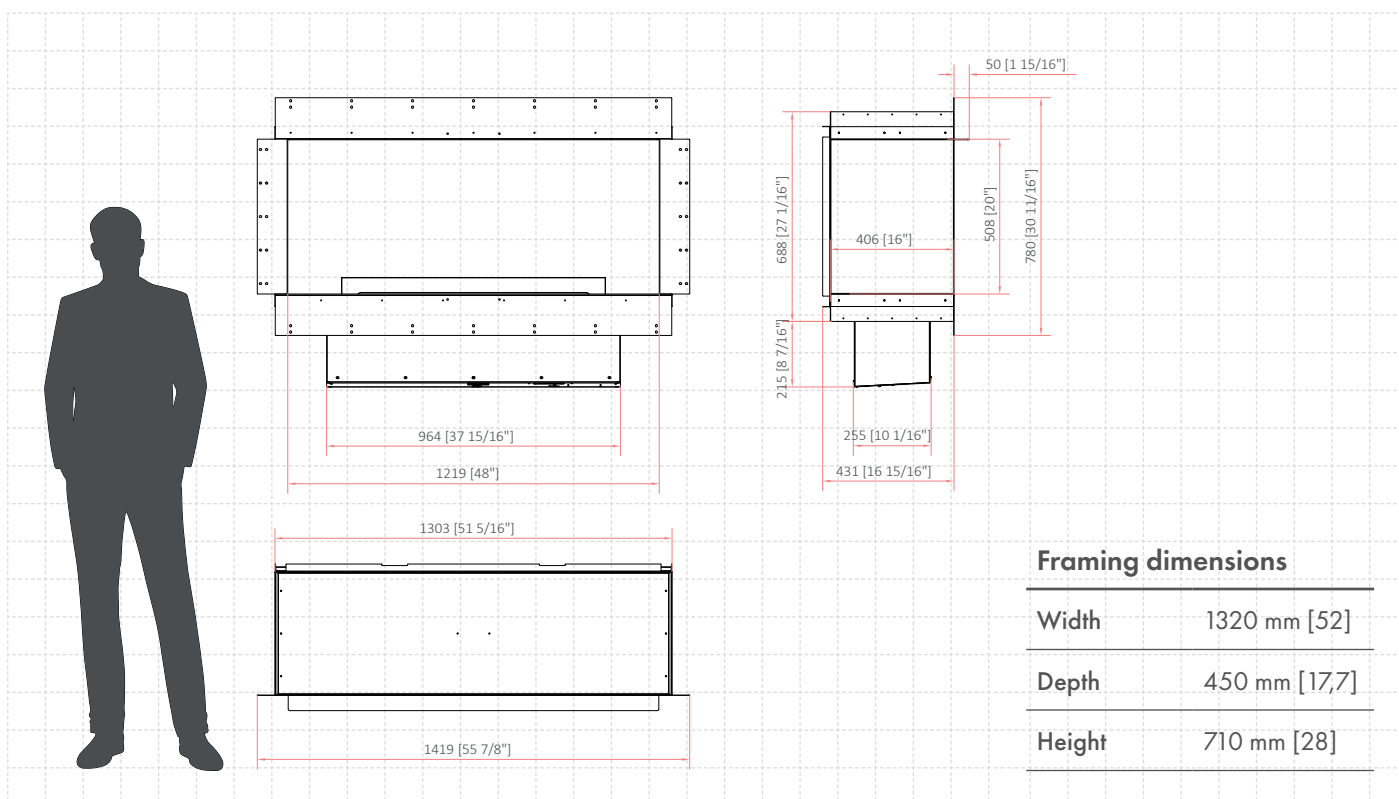 50 [1 15/16"]
688 [27 1/16"]
406 [16"]
508 [20"]
780 [30 11/16"]
215 [8 7/16"]
964 [37 15/16"]
255 [10 1/16"]
1219 [48"]
431 [16 15/16"]
1303 [51 5/16"]
1419 [55 7/8"]
Framing dimensions
Width 1320 mm [52]
Depth 450 mm [17,7]
Height 710 mm [28]